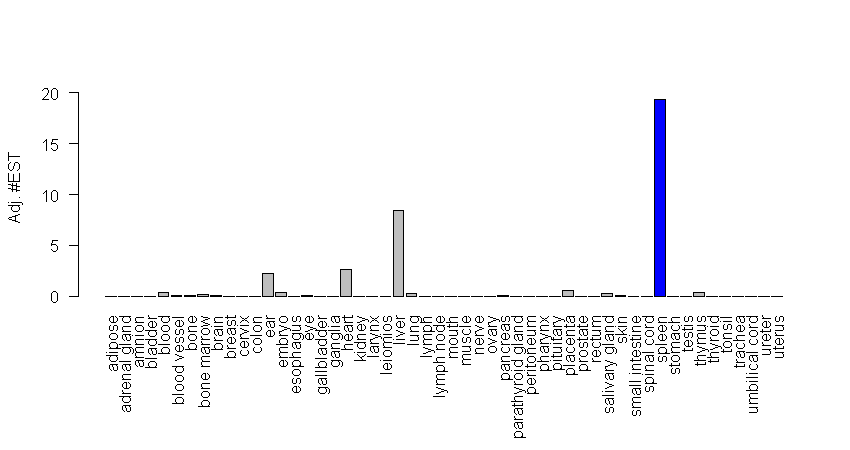 Adj. #EST
20
15
10
5
0
adipose
adrenal gland
amnion
bladder
blood
blood vessel
bone
bone marrow
brain
breast
cervix
colon
ear
embryo
esophagus
eye
gallbladder
ganglia
heart
kidney
larynx
leiomios
liver
lung
lymph
lymph node
mouth
muscle
nerve
ovary
pancreas
parathyroid gland
peritoneum
pharynx
pituitary
placenta
prostate
rectum
salivary gland
skin
small intestine
spinal cord
spleen
stomach
testis
thymus
thyroid
tonsil
trachea
umbilical cord
ureter
uterus